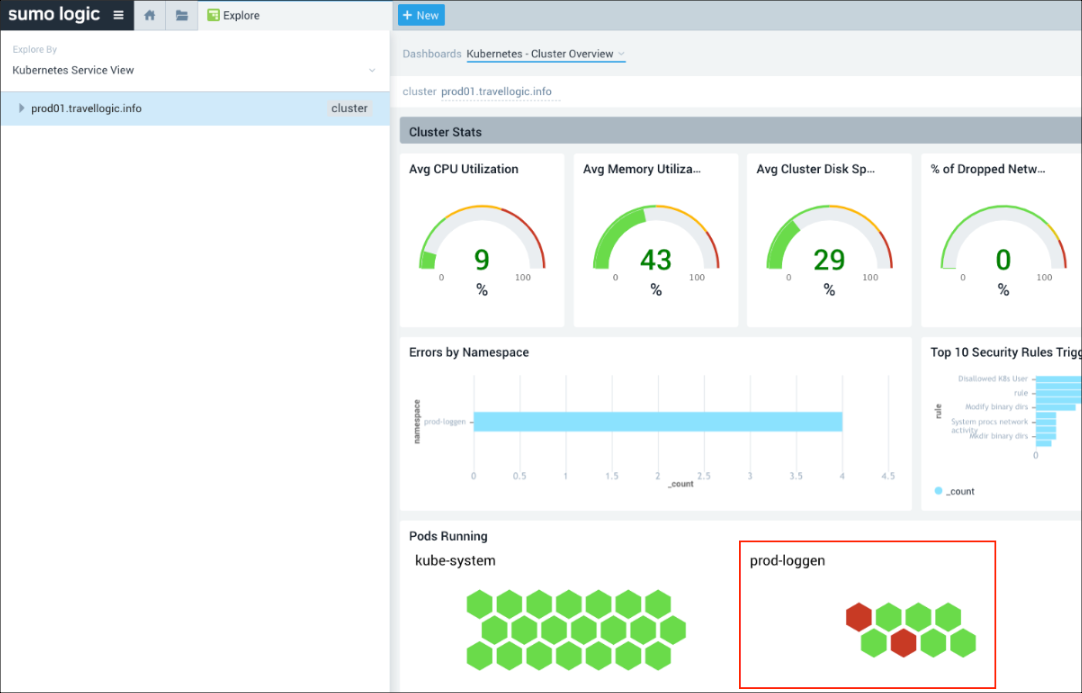 sumo logic
Explore
+ New
Explore By
Kubernetes Service View
Dashboards Kubernetes - Cluster Overview
prod01.travellogic.info cluster
cluster prod01.travellogic.info
Cluster Stats
Avg CPU Utilization
9
0 100
%
Avg Memory Utiliza...
43
0 100
%
Avg Cluster Disk Sp...
29
0 100
%
% of Dropped Netw...
0
0 100
%
Errors by Namespace
namespace
prod-loggen
0 0.5 1 1.5 2 2.5 3 3.5 4 4.5
_count
Top 10 Security Rules Trigg
rule
Disallowed K8s User
rule
Modify binary dirs
System procs network
activity
Mkdir binary dirs
0
_count
Pods Running
kube-system
prod-loggen